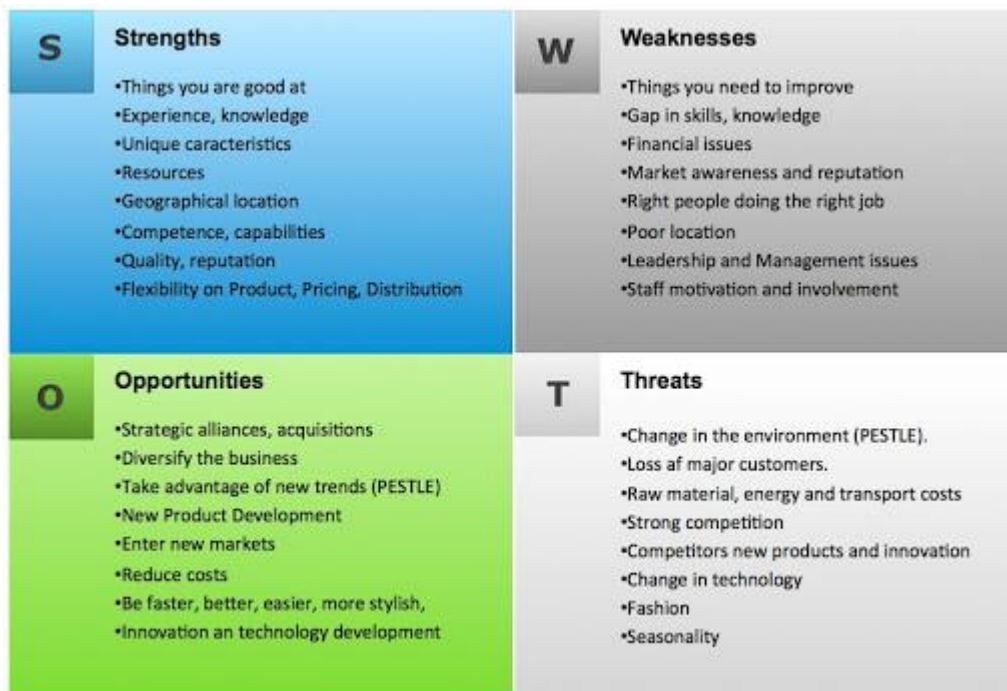 S
Strengths
•Things you are good at
•Experience, knowledge
•Unique caracteristics
•Resources
•Geographical location
•Competence, capabilities
•Quality, reputation
•Flexibility on Product, Pricing, Distribution
W
Weaknesses
•Things you need to improve
•Gap in skills, knowledge
•Financial issues
•Market awareness and reputation
•Right people doing the right job
•Poor location
•Leadership and Management issues
•Staff motivation and involvement
O
Opportunities
•Strategic alliances, acquisitions
•Diversify the business
•Take advantage of new trends (PESTLE)
•New Product Development
•Enter new markets
•Reduce costs
•Be faster, better, easier, more stylish,
•Innovation an technology development
T
Threats
•Change in the environment (PESTLE).
•Loss af major customers.
•Raw material, energy and transport costs
•Strong competition
•Competitors new products and innovation
•Change in technology
•Fashion
•Seasonality